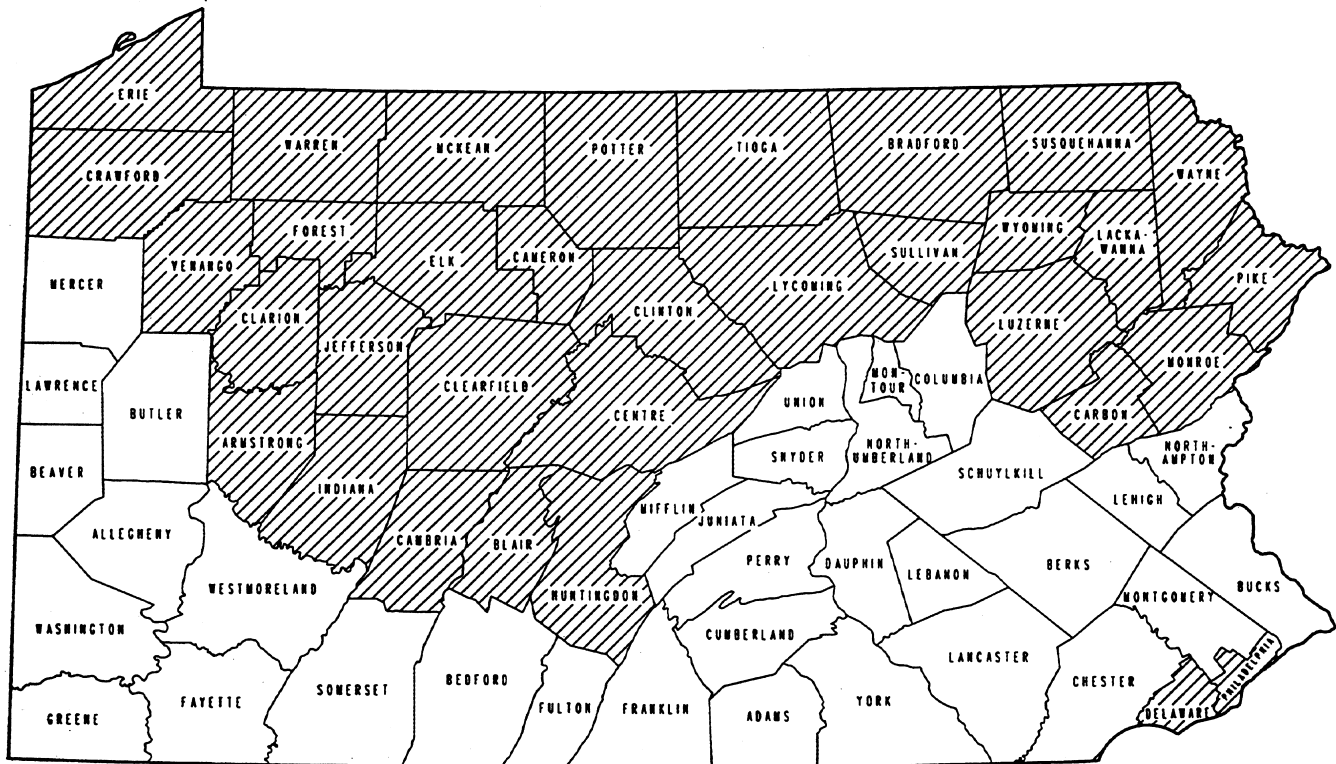 ERIE
WARREN
MCKEAN
POTTER
TIOGA
BRADFORD
SUSQUEHANNA
WAYNE
CRAWFORD
FOREST
WYOMING
LACKA-
WANNA
VENANGO
ELK
CAMERON
SULLIVAN
PIKE
MERCER
CLARION
CLINTON
LYCOMING
LUZERNE
JEFFERSON
MONROE
LAWRENCE
BUTLER
CLEARFIELD
CENTRE
UNION
MON-
TOUR
COLUMBIA
CARBON
ARMSTRONG
BEAVER
INDIANA
SNYDER
NORTH-
UMBERLAND
SCHUYLKILL
NORTH-
AMPTON
LEHIGH
ALLEGHENY
CAMBRIA
BLAIR
MIFFLIN
JUNIATA
PERRY
DAUPHIN
LEBANON
BERKS
WESTMORELAND
HUNTINGDON
MONTGOMERY
BUCKS
WASHINGTON
CUMBERLAND
LANCASTER
PHILADELPHIA
GREENE
FAYETTE
SOMERSET
BEDFORD
FULTON
FRANKLIN
ADAMS
YORK
CHESTER
DELAWARE